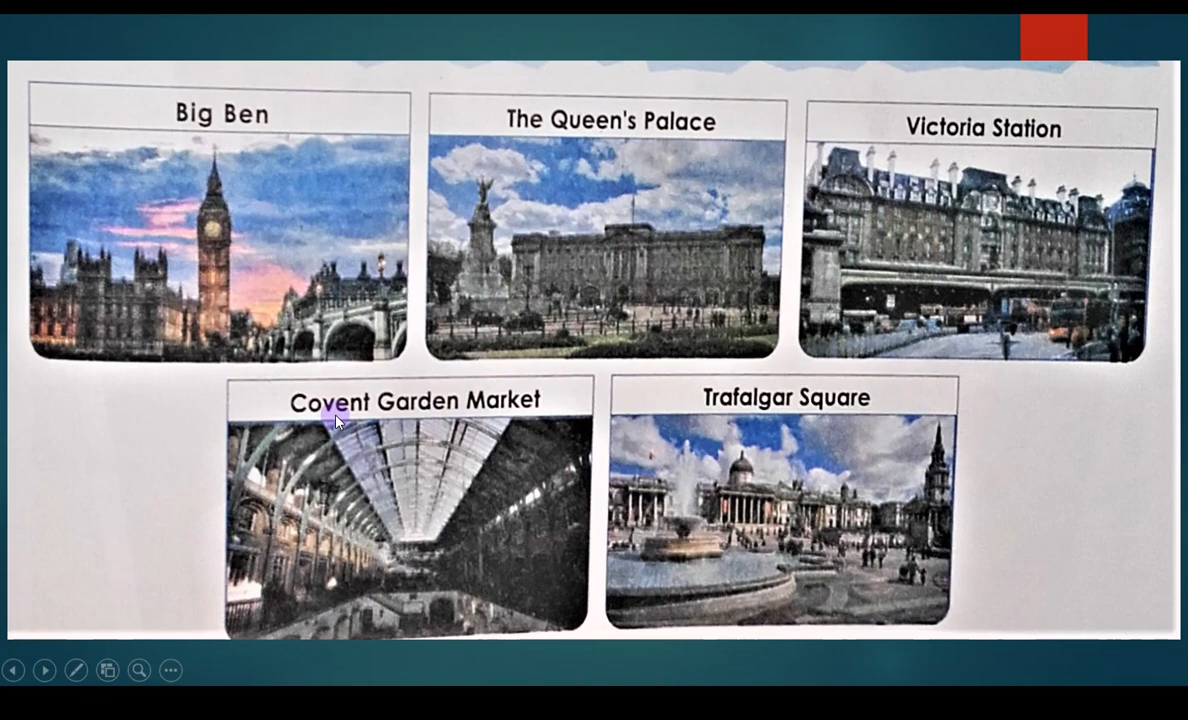 Big Ben
The Queen's Palace
Victoria Station
Covent Garden Market
Trafalgar Square